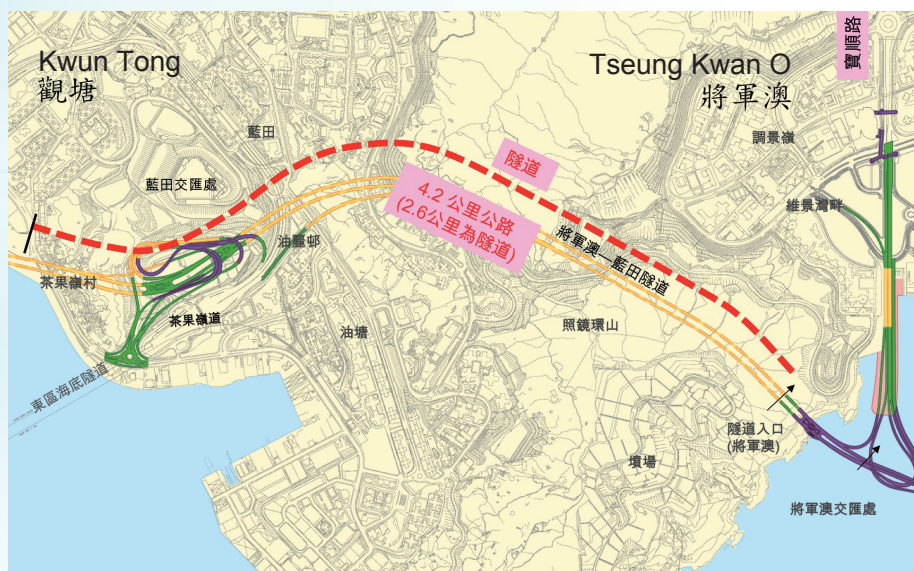 Kwun Tong
觀塘
Tseung Kwan O
將軍澳
寶順路
藍田
調景嶺
隧道
藍田交匯處
4.2 公里公路
(2.6公里為隧道)
維景灣畔
油麗邨
將軍澳—藍田隧道
茶果嶺村
茶果嶺道
油塘
照鏡環山
東區海底隧道
隧道入口
(將軍澳)
墳場
將軍澳交匯處